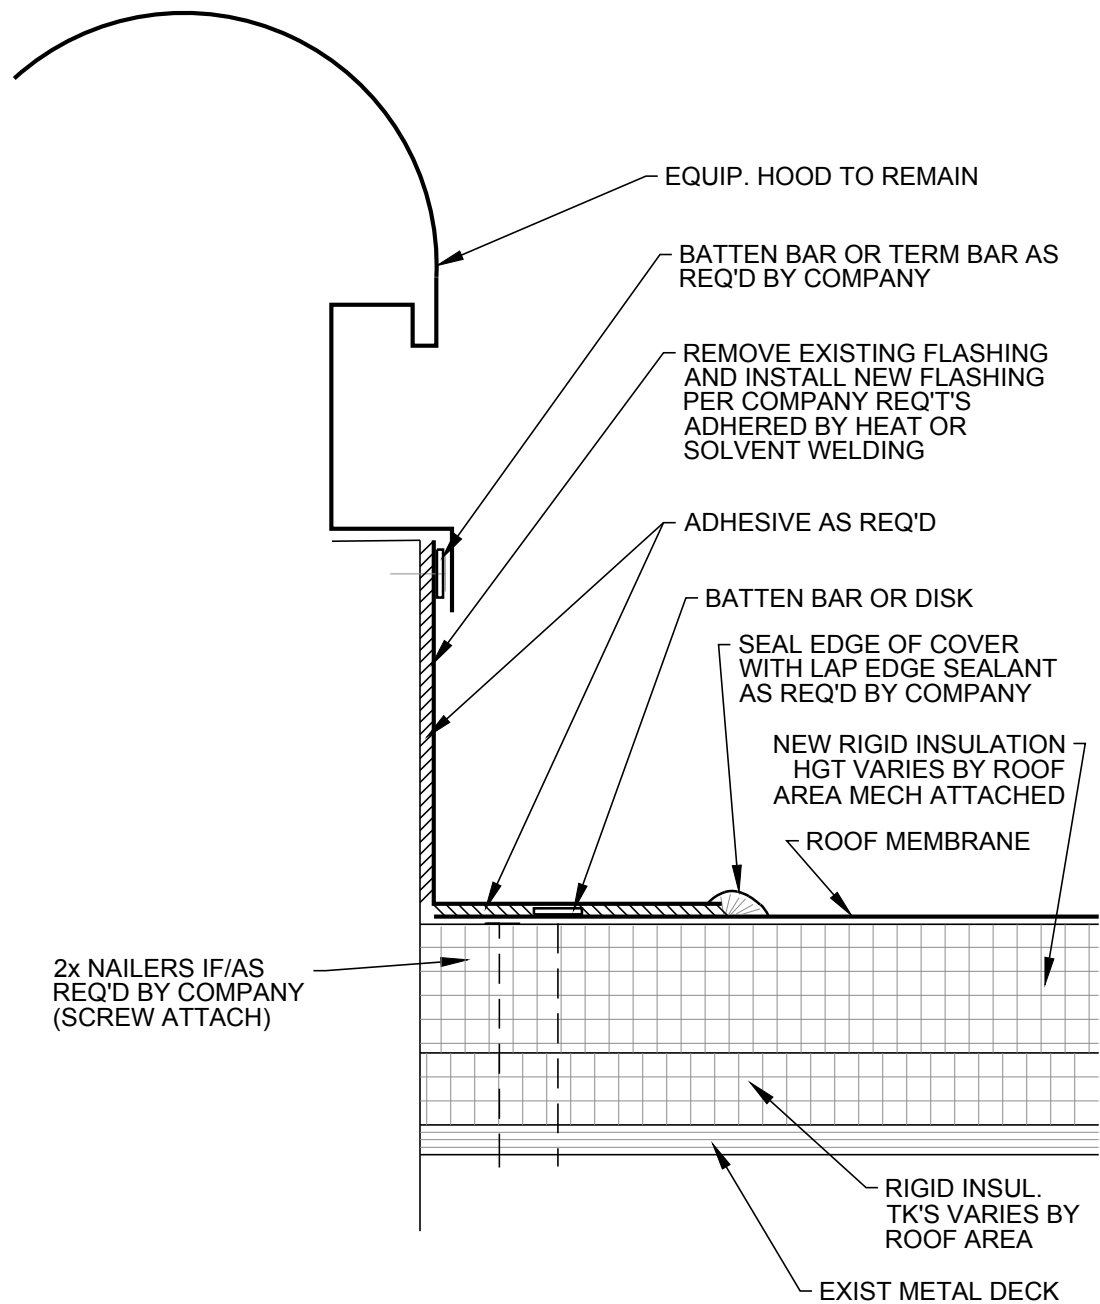 EQUIP. HOOD TO REMAIN
BATTEN BAR OR TERM BAR AS
REQ'D BY COMPANY
REMOVE EXISTING FLASHING
AND INSTALL NEW FLASHING
PER COMPANY REQ'T'S
ADHERED BY HEAT OR
SOLVENT WELDING
ADHESIVE AS REQ'D
BATTEN BAR OR DISK
SEAL EDGE OF COVER
WITH LAP EDGE SEALANT
AS REQ'D BY COMPANY
NEW RIGID INSULATION
HGT VARIES BY ROOF
AREA MECH ATTACHED
ROOF MEMBRANE
2x NAILERS IF/AS
REQ'D BY COMPANY
(SCREW ATTACH)
RIGID INSUL.
TK'S VARIES BY
ROOF AREA
EXIST METAL DECK